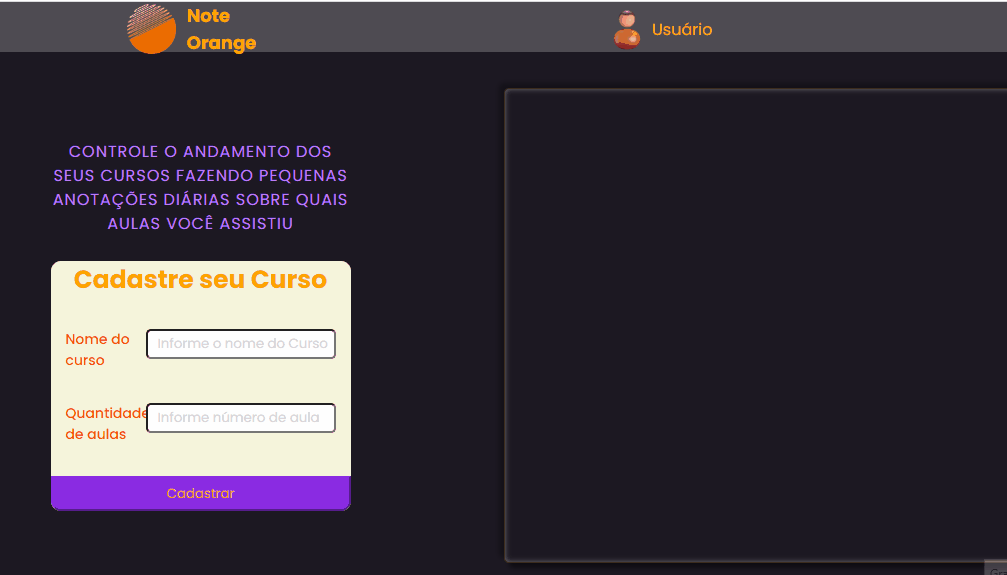 Note
Orange
Usuário
CONTROLE O ANDAMENTO DOS
SEUS CURSOS FAZENDO PEQUENAS
ANOTAÇÕES DIÁRIAS SOBRE QUAIS
AULAS VOCÊ ASSISTIU
Cadastre seu Curso
Nome do
curso
Informe o nome do Curso
Quantidade
de aulas
Informe número de aula
Cadastrar